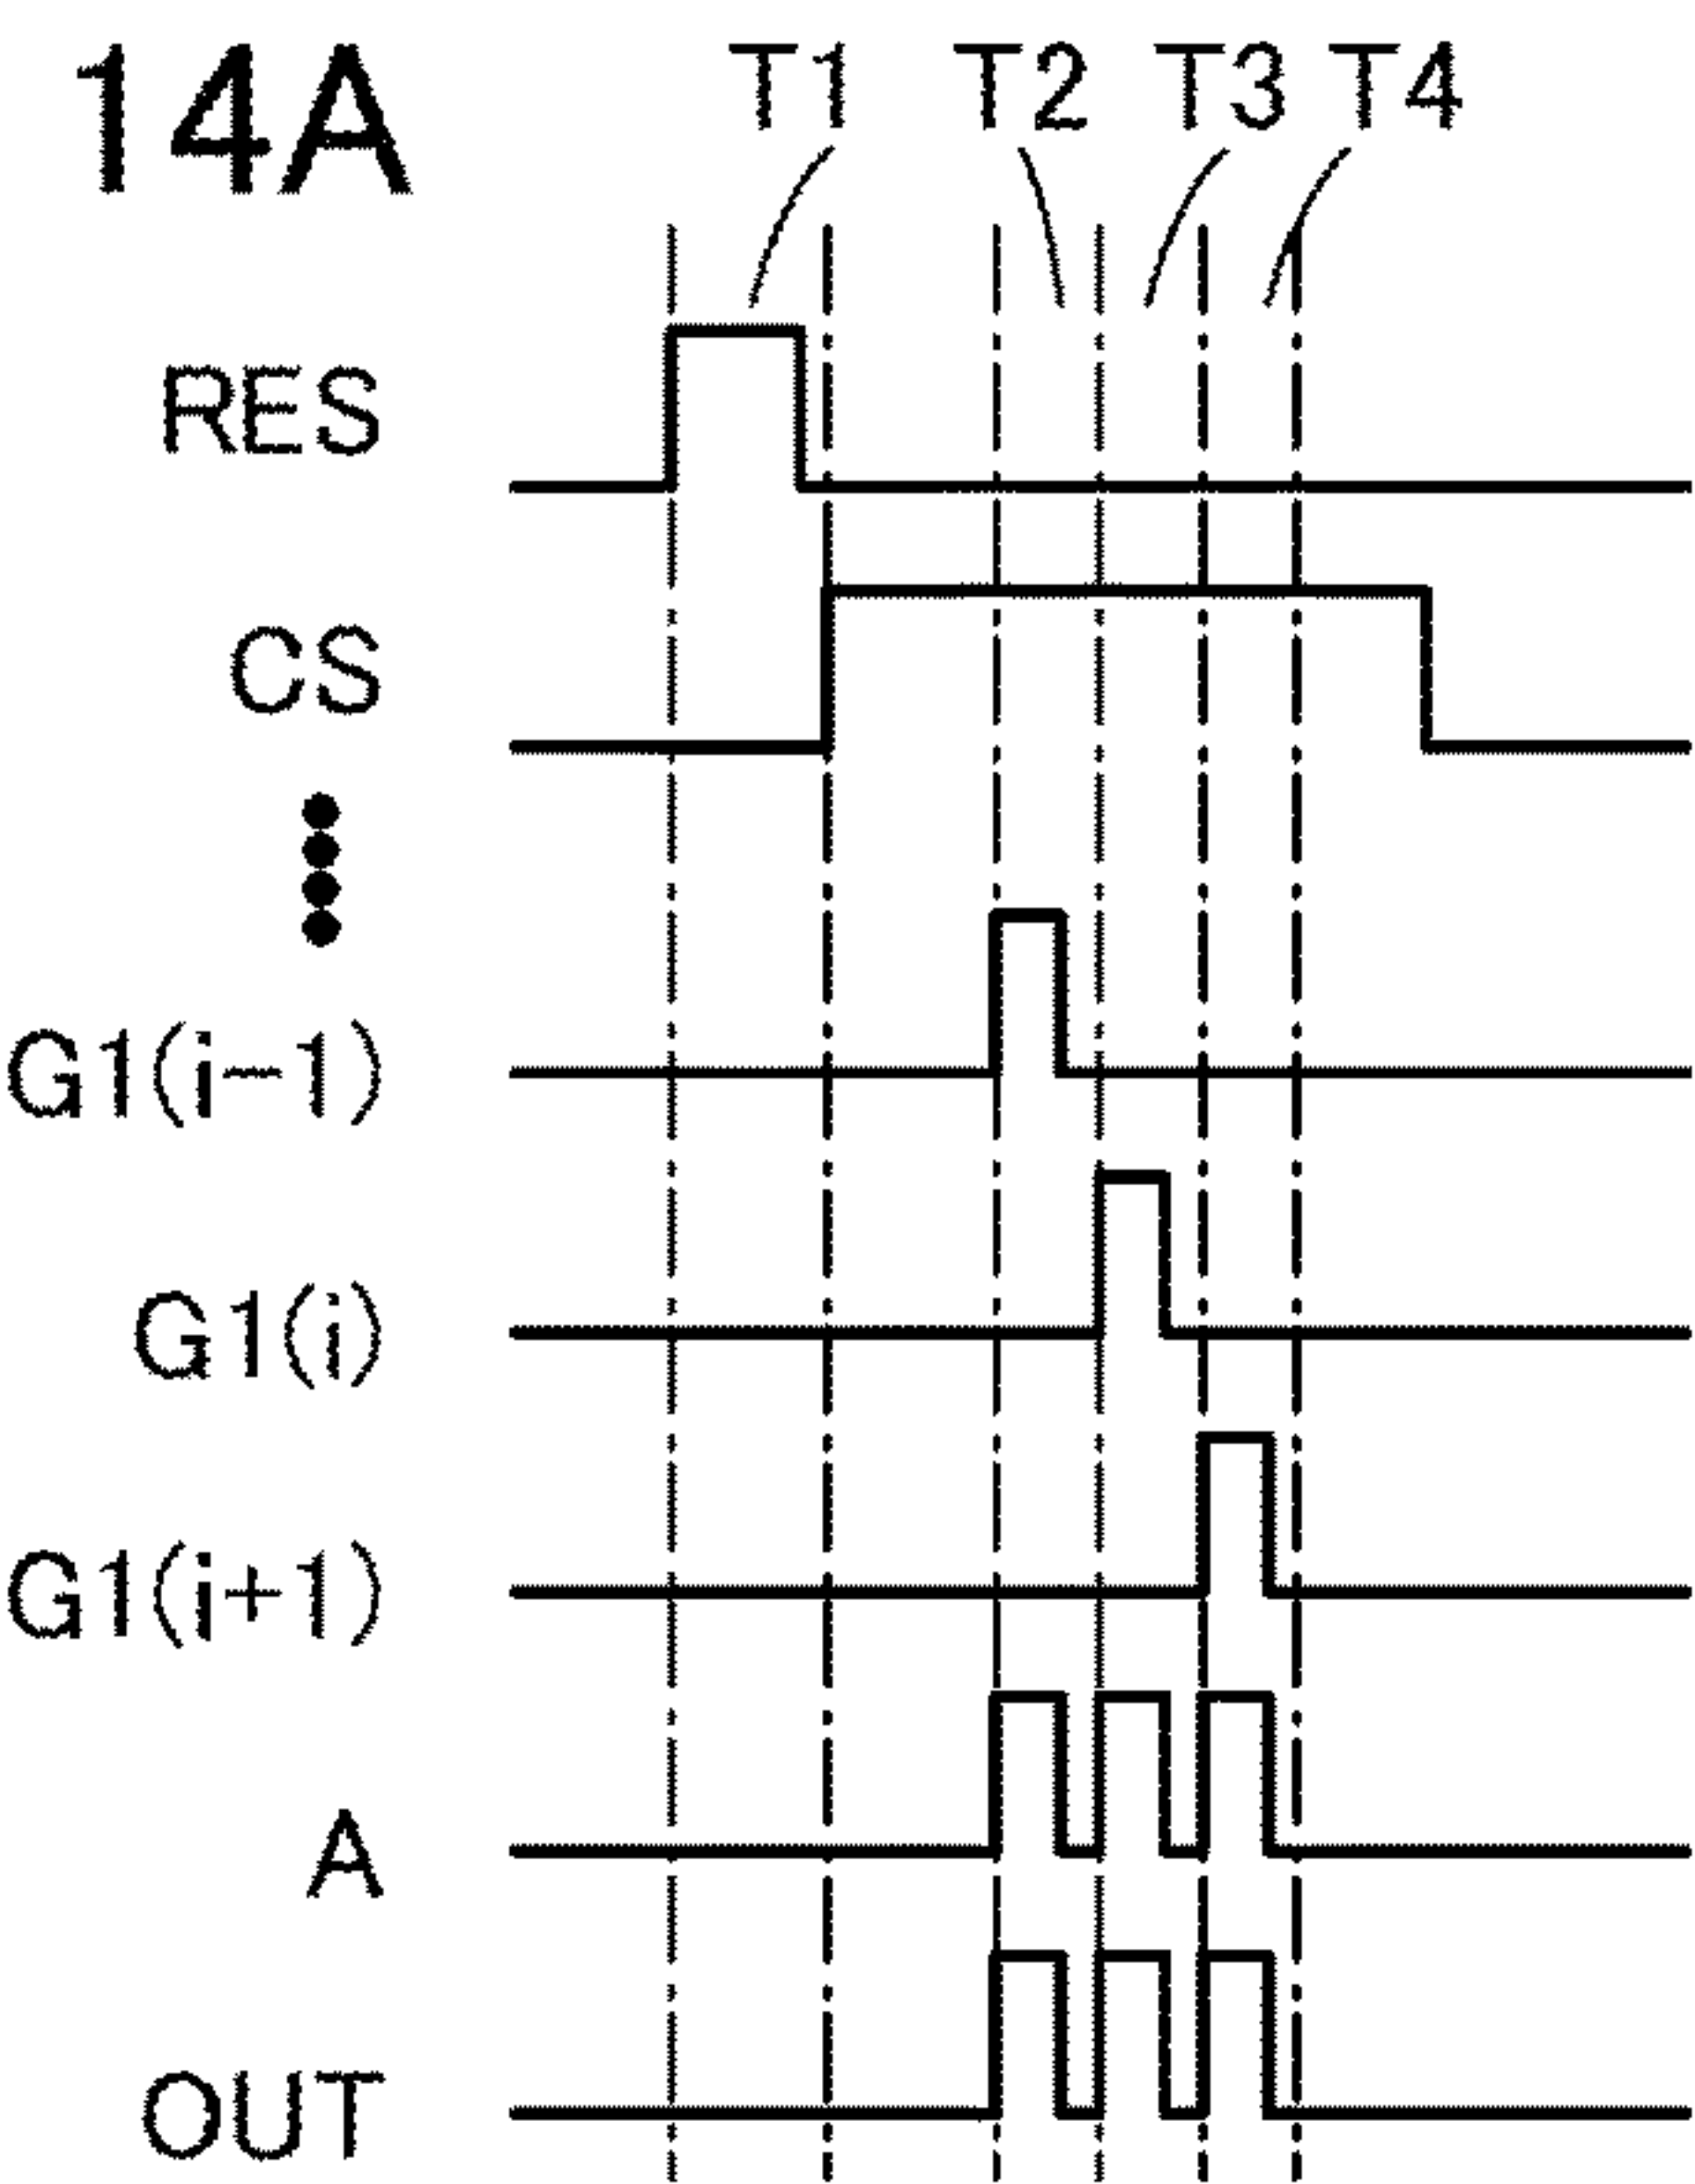 14A
T1 T2 T3 T4
RES
CS
G1(i−1)
G1(i)
G1(i+1)
A
OUT